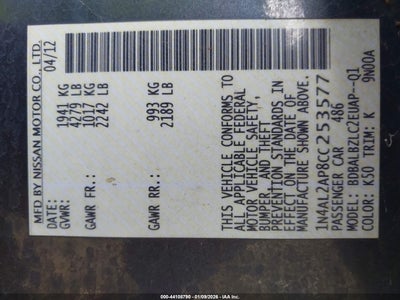 MFD BY NISSAN MOTOR CO., LTD.
DATE: 04/12
GVWR: 1941 KG
4279 LB
GAWR FR.: 1017 KG
2242 LB
GAWR RR.: 993 KG
2189 LB
THIS VEHICLE CONFORMS TO
ALL APPLICABLE FEDERAL
MOTOR VEHICLE SAFETY,
BUMPER, AND THEFT
PREVENTION STANDARDS IN
EFFECT ON THE DATE OF
MANUFACTURE SHOWN ABOVE.
1N4AL2AP8CC253577
PASSENGER CAR 486
MODEL: BDBALBZLCZEUAP--Q1
COLOR: K50 TRIM: K 9N00A
000-44108790 - 01/09/2026 - IAA Holdings, LLC